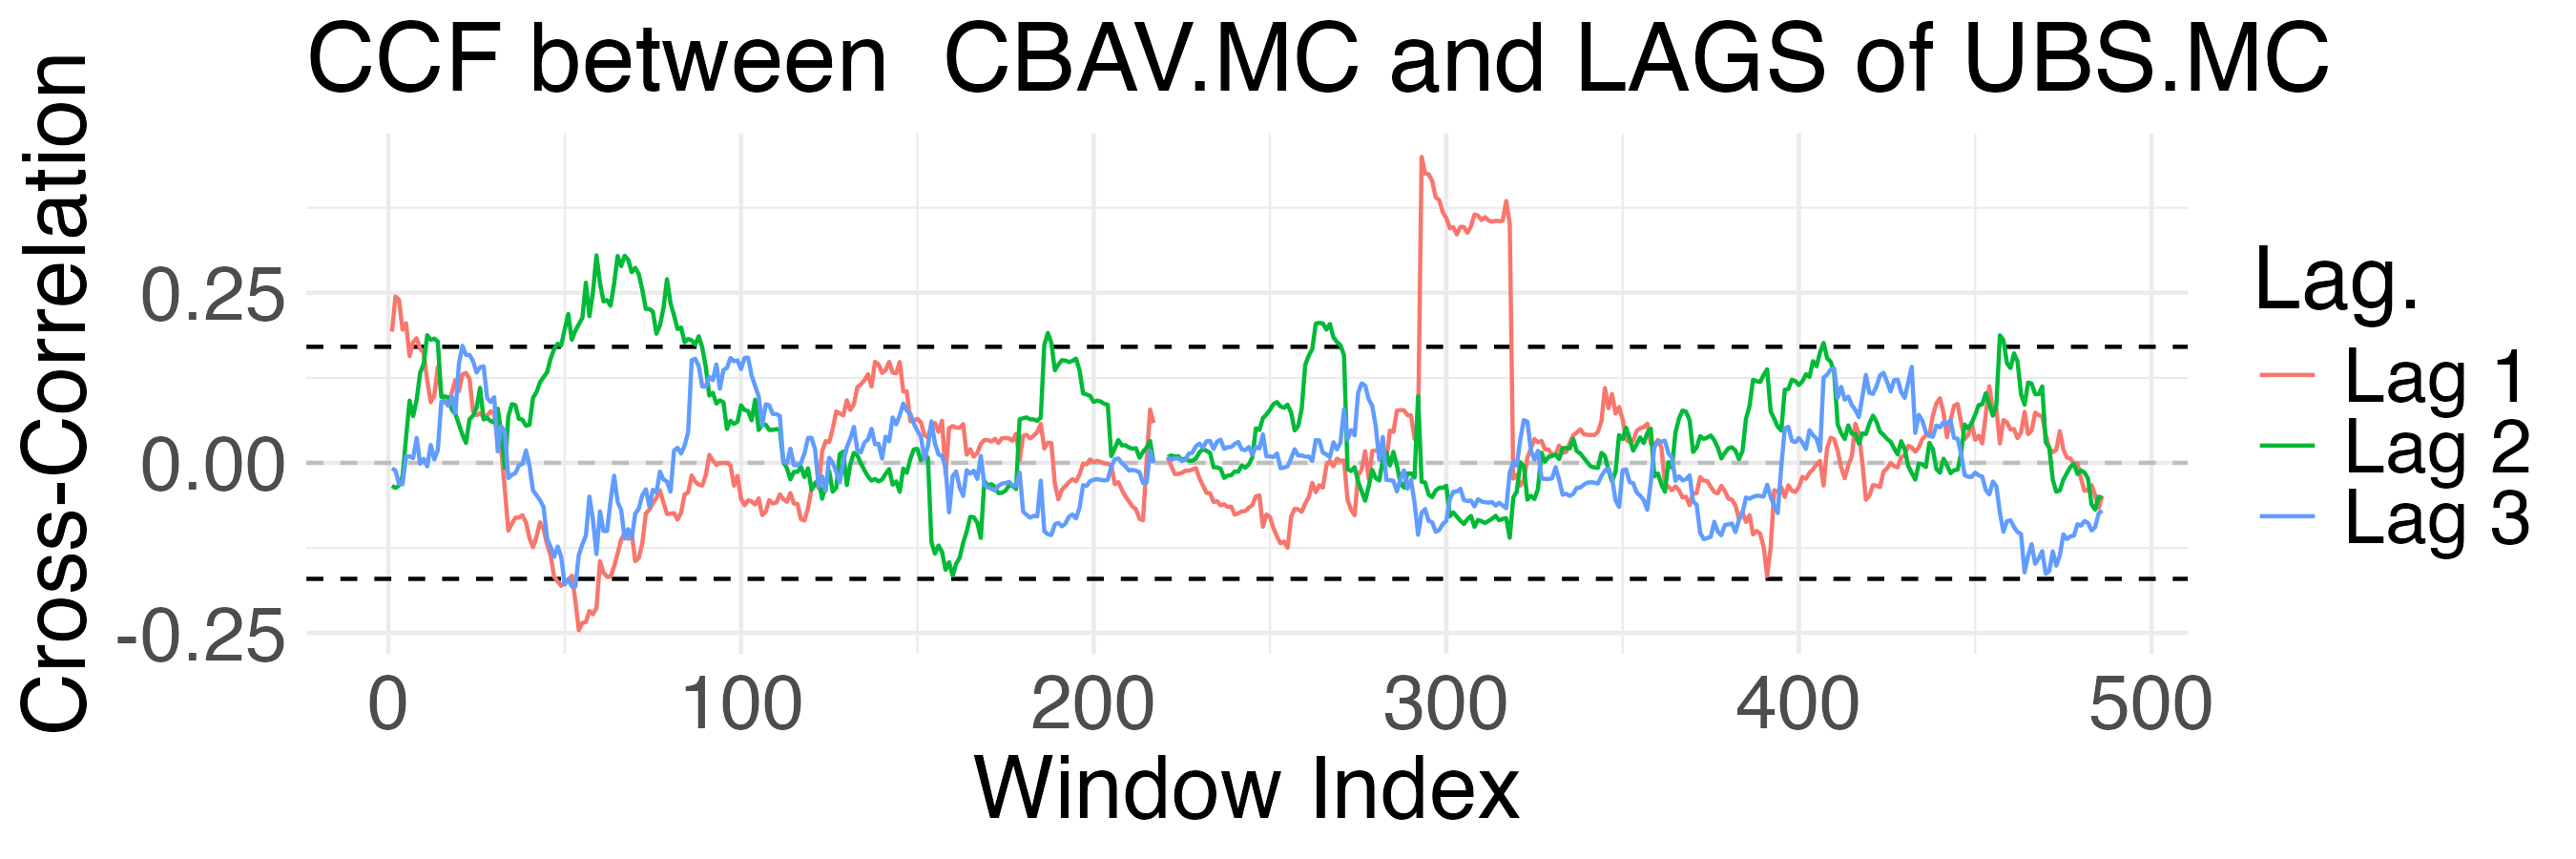 CCF between  CBAV.MC and LAGS of UBS.MC
Cross-Correlation
0.25
0.00
-0.25
0 100 200 300 400 500
Window Index
Lag.
Lag 1
Lag 2
Lag 3